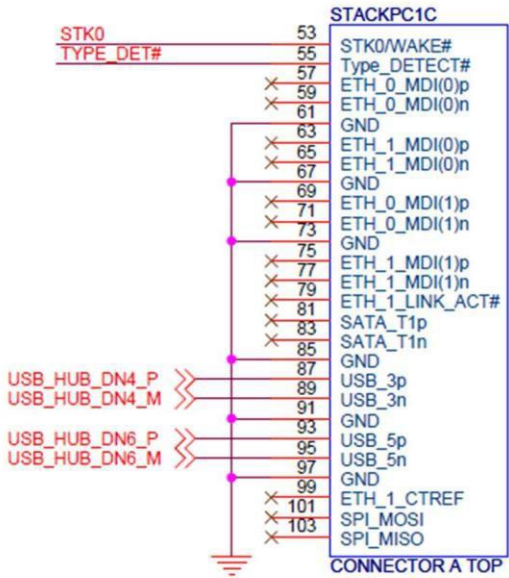 STACKPC1C
STK0 53 STK0/WAKE#
TYPE_DET# 55 Type_DETECT#
57 ETH_0_MDI(0)p
59 ETH_0_MDI(0)n
61 GND
63 ETH_1_MDI(0)p
65 ETH_1_MDI(0)n
67 GND
69 ETH_0_MDI(1)p
71 ETH_0_MDI(1)n
73 GND
75 ETH_1_MDI(1)p
77 ETH_1_MDI(1)n
79 ETH_1_LINK_ACT#
81 SATA_T1p
83 SATA_T1n
85 GND
USB_HUB_DN4_P 87 USB_3p
USB_HUB_DN4_M 89 USB_3n
91 GND
USB_HUB_DN6_P 93 USB_5p
USB_HUB_DN6_M 95 USB_5n
97 GND
99 ETH_1_CTREF
101 SPI_MOSI
103 SPI_MISO
CONNECTOR A TOP